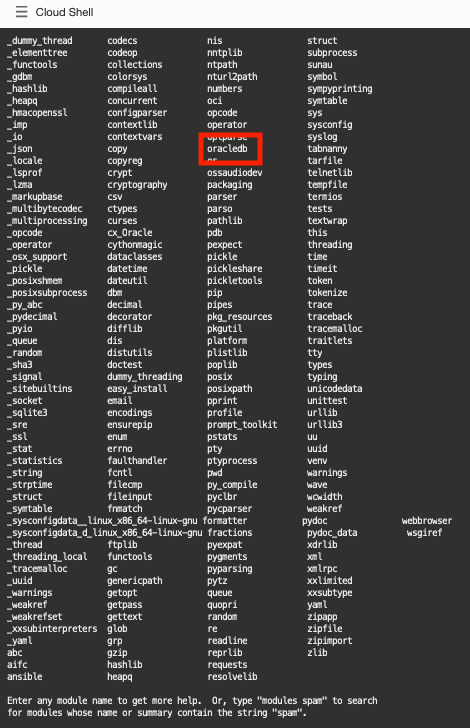 Cloud Shell
_dummy_thread codecs nis struct
_elementtree codeop nntplib subprocess
_functools collections ntpath sunau
_gdbm colorsys nturl2path symbol
_hashlib compileall numbers sympyprinting
_heapq concurrent oci symtable
_hmacopenssl configparser opcode sys
_imp contextlib operator sysconfig
_io contextvars optparse syslog
_json copy oracledb tabnanny
_locale copyreg os tarfile
_lsprof crypt ossaudiodev telnetlib
_lzma cryptography packaging tempfile
_markupbase csv parser termios
_multibytecodec ctypes parso tests
_multiprocessing curses pathlib textwrap
_opcode cx_Oracle pdb this
_operator cythonmagic pexpect threading
_osx_support dataclasses pickle time
_pickle datetime pickleshare timeit
_posixshmem dateutil pickletools token
_posixsubprocess dbm pip tokenize
_py_abc decimal pipes trace
_pydecimal decorator pkg_resources traceback
_pyio difflib pkgutil tracemalloc
_queue dis platform traitlets
_random distutils plistlib tty
_sha3 doctest poplib types
_signal dummy_threading posix typing
_sitebuiltins easy_install posixpath unicodedata
_socket email pprint unittest
_sqlite3 encodings profile urllib
_sre ensurepip prompt_toolkit urllib3
_ssl enum pstats uu
_stat errno pty uuid
_statistics faulthandler ptyprocess venv
_string fcntl pwd warnings
_strptime filecmp py_compile wave
_struct fileinput pyclbr wcwidth
_symtable fnmatch pycparser weakref
_sysconfigdata__linux_x86_64-linux-gnu formatter pydoc webbrowser
_sysconfigdata_d_linux_x86_64-linux-gnu fractions pydoc_data wsgiref
_thread ftplib pyexpat xdrlib
_threading_local functools pygments xml
_tracemalloc gc pyparsing xmlrpc
_uuid genericpath pytz xxlimited
_warnings getopt queue xxsubtype
_weakref getpass quopri yaml
_weakrefset gettext random zipapp
_xxsubinterpreters glob re zipfile
_yaml grp readline zipimport
abc gzip reprlib zlib
aifc hashlib requests
ansible heapq resolvelib
Enter any module name to get more help. Or, type "modules spam" to search
for modules whose name or summary contain the string "spam".